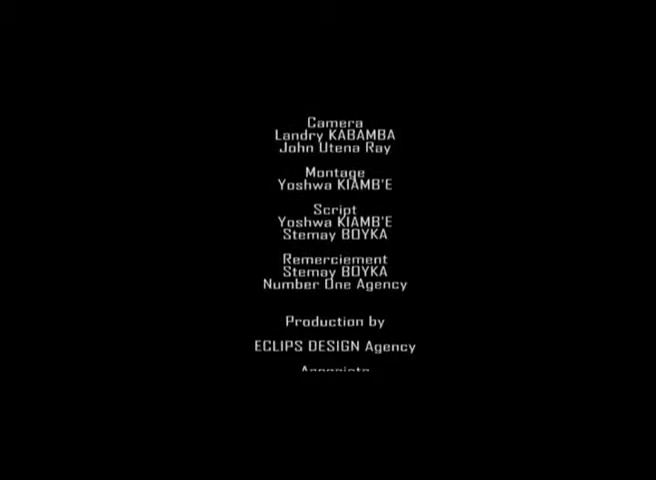 Camera
Landry KABAMBA
John Utena Ray
Montage
Yoshwa KIAMB'E
Script
Yoshwa KIAMB'E
Stemay BOYKA
Remerciement
Stemay BOYKA
Number One Agency
Production by
ECLIPS DESIGN Agency